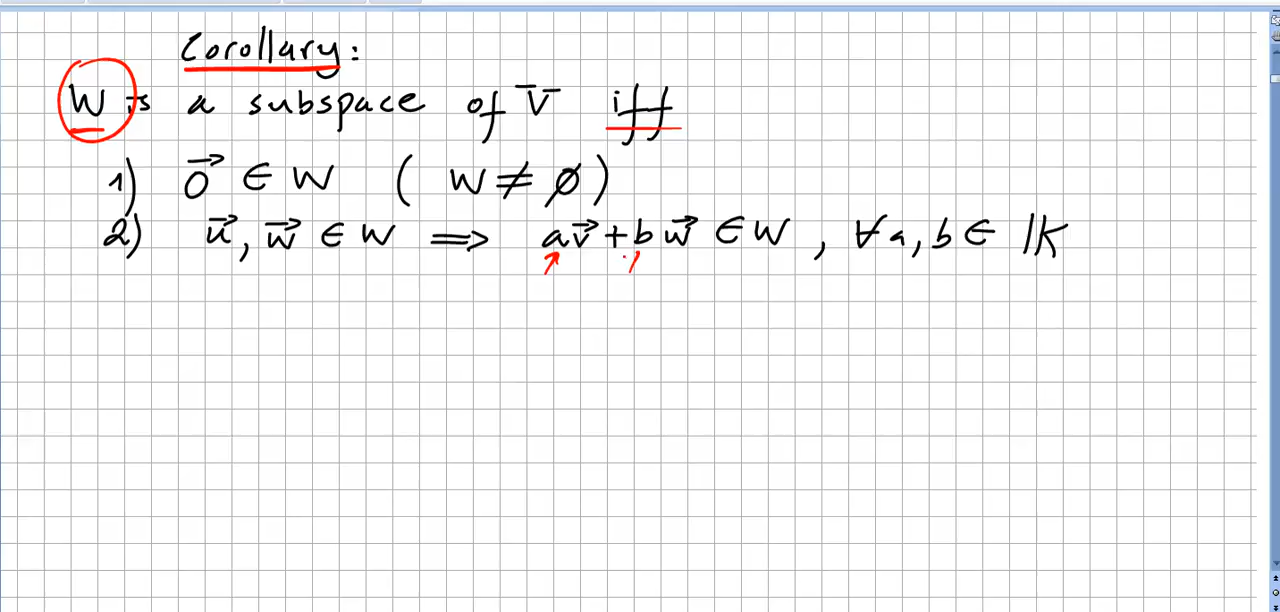 Corollary:
W is a subspace of V iff
1) 0⃗ ∈ W ( W ≠ ∅ )
2) u⃗, w⃗ ∈ W ⟹ av⃗ + bw⃗ ∈ W , ∀ a, b ∈ 𝕂